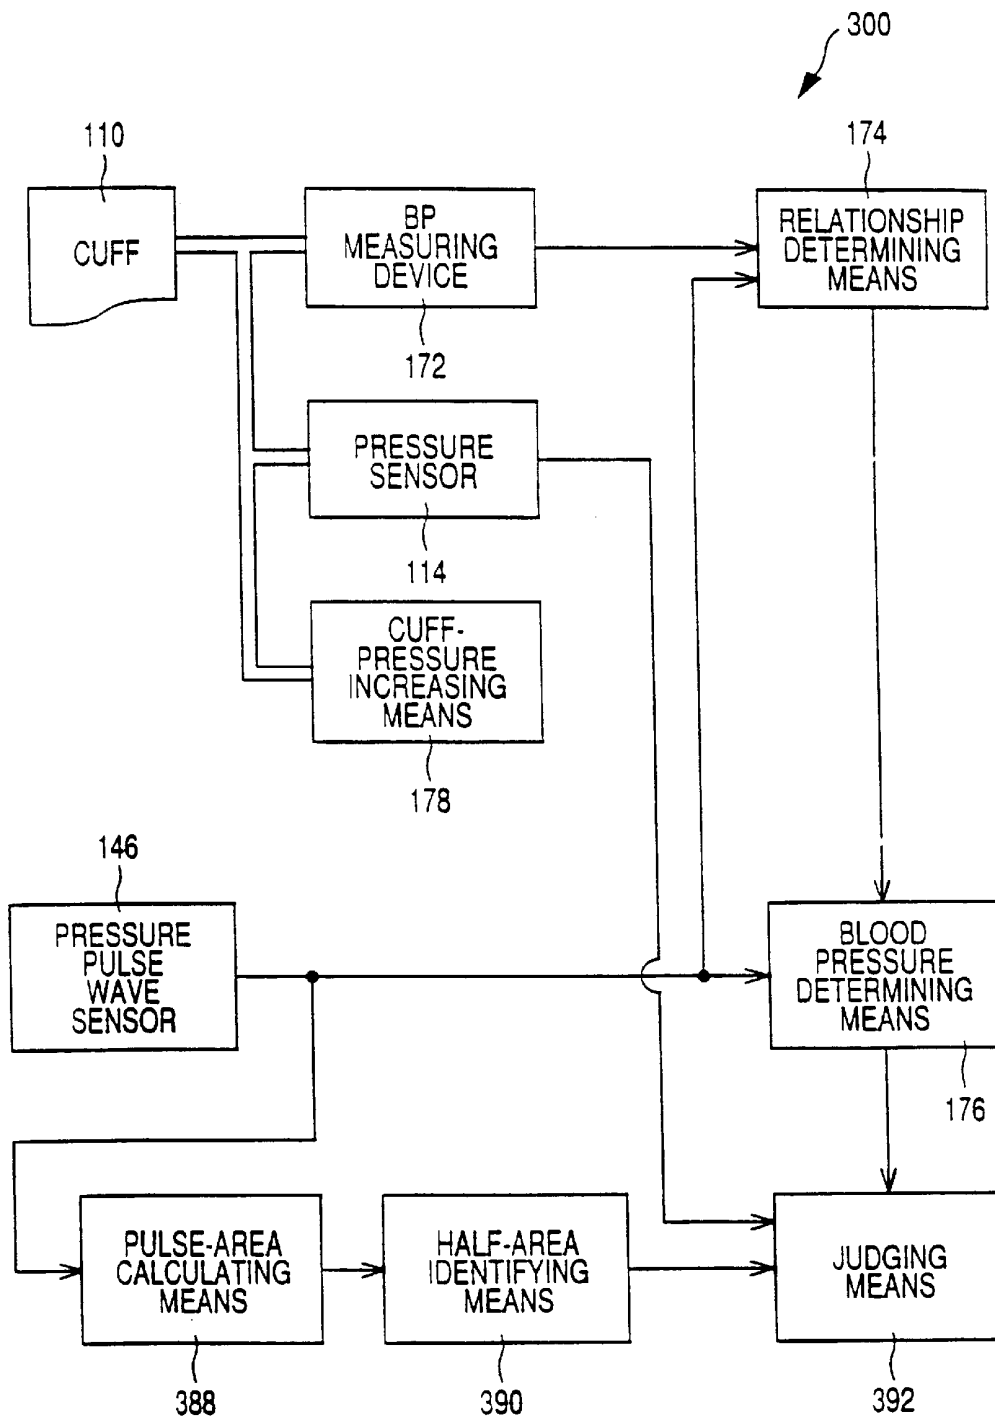 300
110
174
CUFF
BP
MEASURING
DEVICE
RELATIONSHIP
DETERMINING
MEANS
172
PRESSURE
SENSOR
114
CUFF-
PRESSURE
INCREASING
MEANS
178
146
PRESSURE
PULSE
WAVE
SENSOR
BLOOD
PRESSURE
DETERMINING
MEANS
176
PULSE-AREA
CALCULATING
MEANS
HALF-AREA
IDENTIFYING
MEANS
JUDGING
MEANS
388
390
392